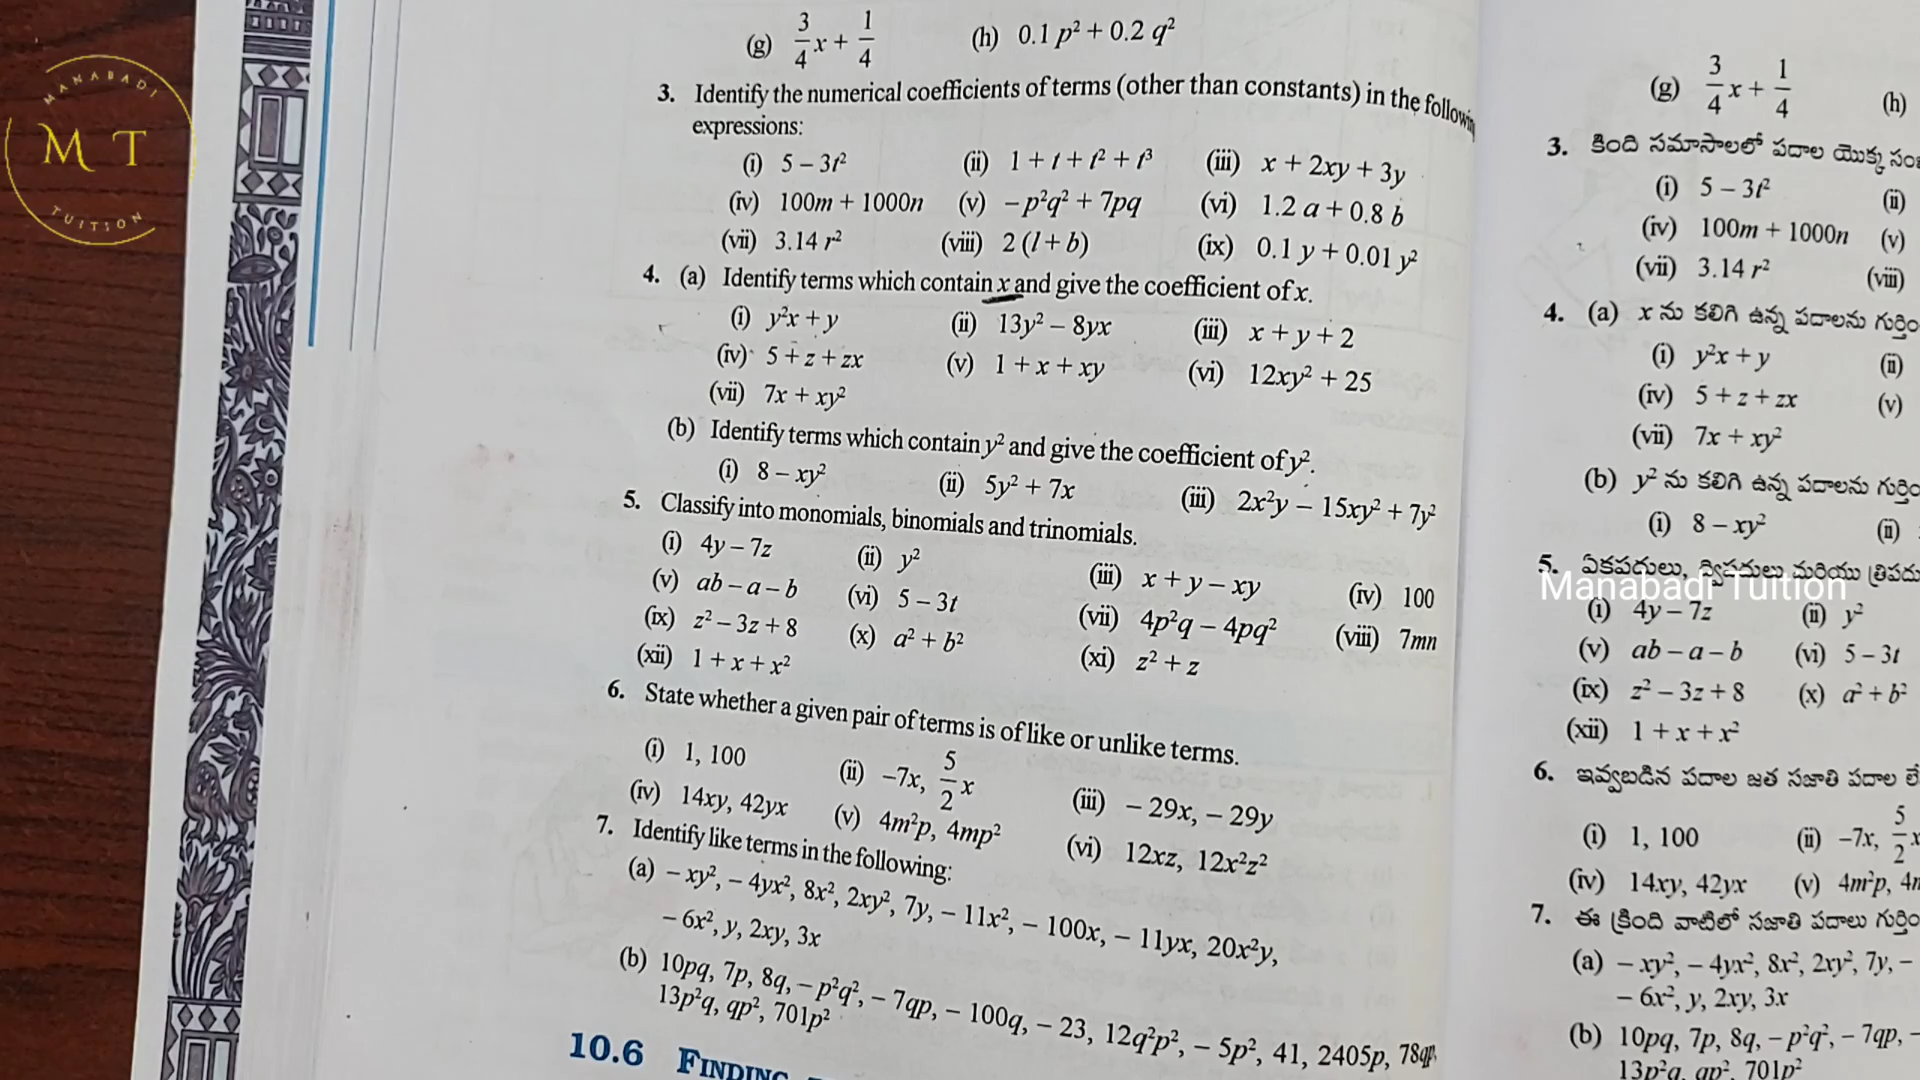 MANABADI
M T
TUITION
(g) 3/4 x + 1/4 (h) 0.1 p² + 0.2 q²
3. Identify the numerical coefficients of terms (other than constants) in the
expressions:
(i) 5 – 3t² (ii) 1 + t + t² + t³ (iii) x + 2xy + 3y
(iv) 100m + 1000n (v) – p²q² + 7pq (vi) 1.2 a + 0.8 b
(vii) 3.14 r² (viii) 2 (l + b) (ix) 0.1 y + 0.01 y²
4. (a) Identify terms which contain x and give the coefficient of x.
(i) y²x + y (ii) 13y² – 8yx (iii) x + y + 2
(iv) 5 + z + zx (v) 1 + x + xy (vi) 12xy² + 25
(vii) 7x + xy²
(b) Identify terms which contain y² and give the coefficient of y².
(i) 8 – xy² (ii) 5y² + 7x (iii) 2x²y – 15xy² + 7y²
5. Classify into monomials, binomials and trinomials.
(i) 4y – 7z (ii) y² (iii) x + y – xy (iv) 100
(v) ab – a – b (vi) 5 – 3t (vii) 4p²q – 4pq² (viii) 7mn
(ix) z² – 3z + 8 (x) a² + b² (xi) z² + z
(xii) 1 + x + x²
6. State whether a given pair of terms is of like or unlike terms.
(i) 1, 100 (ii) –7x, 5/2 x (iii) – 29x, – 29y
(iv) 14xy, 42yx (v) 4m²p, 4mp² (vi) 12xz, 12x²z²
7. Identify like terms in the following:
(a) – xy², – 4yx², 8x², 2xy², 7y, – 11x², – 100x, – 11yx, 20x²y,
– 6x², y, 2xy, 3x
(b) 10pq, 7p, 8q, – p²q², – 7qp, – 100q, – 23, 12q²p², – 5p², 41, 2405p, 78qp,
13p²q, qp², 701p²
10.6 FINDING
(g) 3/4 x + 1/4 (h)
3. కింది సమాసాలలో పదాల యొక్క
(i) 5 – 3t² (ii)
(iv) 100m + 1000n (v)
(vii) 3.14 r² (viii)
4. (a) x ను కలిగి ఉన్న పదాలను
(i) y²x + y (ii)
(iv) 5 + z + zx (v)
(vii) 7x + xy²
(b) y² ను కలిగి ఉన్న పదాలను
(i) 8 – xy² (ii)
5. ఏకపదులు, ద్విపదులు మరియు
Manabadi Tuition
(i) 4y – 7z (ii) y²
(v) ab – a – b (vi) 5 – 3t
(ix) z² – 3z + 8 (x) a² + b²
(xii) 1 + x + x²
6. ఇవ్వబడిన పదాల జత సజాతి పదాల
(i) 1, 100 (ii) –7x, 5/2 x
(iv) 14xy, 42yx (v) 4m²p,
7. ఈ క్రింది వాటిలో సజాతి పదాలు
(a) – xy², – 4yx², 8x², 2xy², 7y, –
– 6x², y, 2xy, 3x
(b) 10pq, 7p, 8q, – p²q², – 7qp, –
13p²q, qp², 701p²